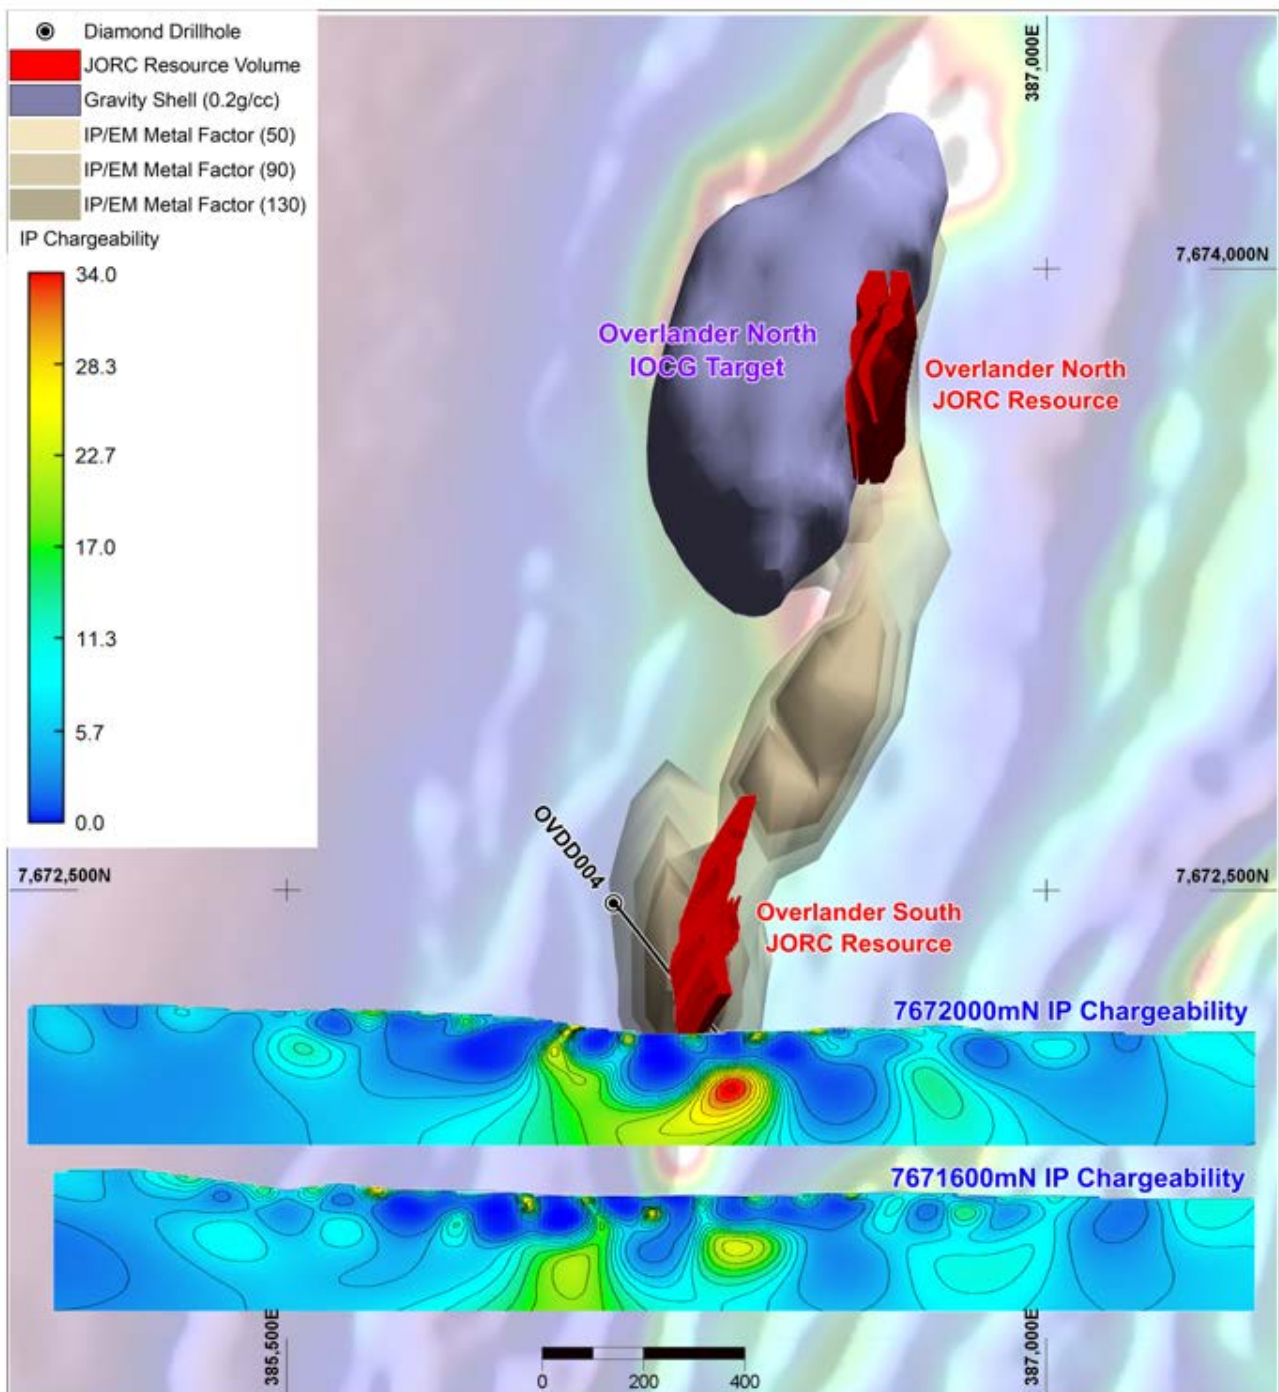 Diamond Drillhole
JORC Resource Volume
Gravity Shell (0.2g/cc)
IP/EM Metal Factor (50)
IP/EM Metal Factor (90)
IP/EM Metal Factor (130)
IP Chargeability
34.0
28.3
22.7
17.0
11.3
5.7
0.0
387,000E
7,674,000N
Overlander North
IOCG Target
Overlander North
JORC Resource
OVDD004
7,672,500N
7,672,500N
Overlander South
JORC Resource
7672000mN IP Chargeability
7671600mN IP Chargeability
385,500E
387,000E
0
200
400